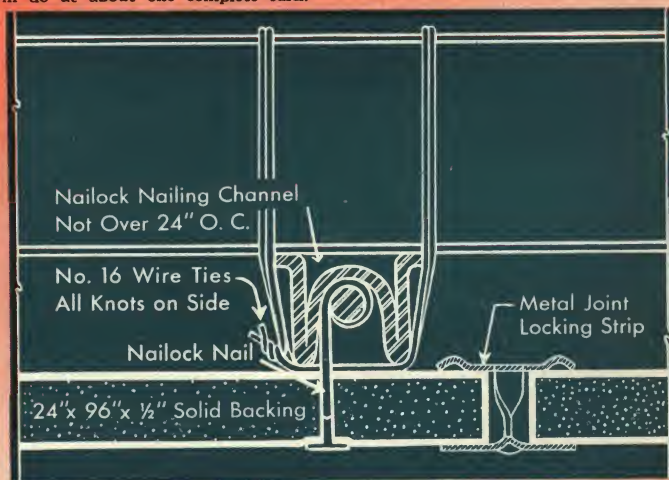 Nailock Nailing Channel
Not Over 24" O. C.
No. 16 Wire Ties
All Knots on Side
Nailock Nail
Metal Joint
Locking Strip
24" x 96" x ½" Solid Backing